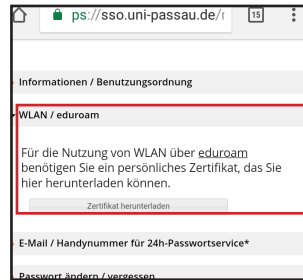 ps://sso.uni-passau.de/r 15
Informationen / Benutzungsordnung
WLAN / eduroam
Für die Nutzung von WLAN über eduroam
benötigen Sie ein persönliches Zertifikat, das Sie
hier herunterladen können.
Zertifikat herunterladen
E-Mail / Handynummer für 24h-Passwortservice*
Passwort ändern / vergessen